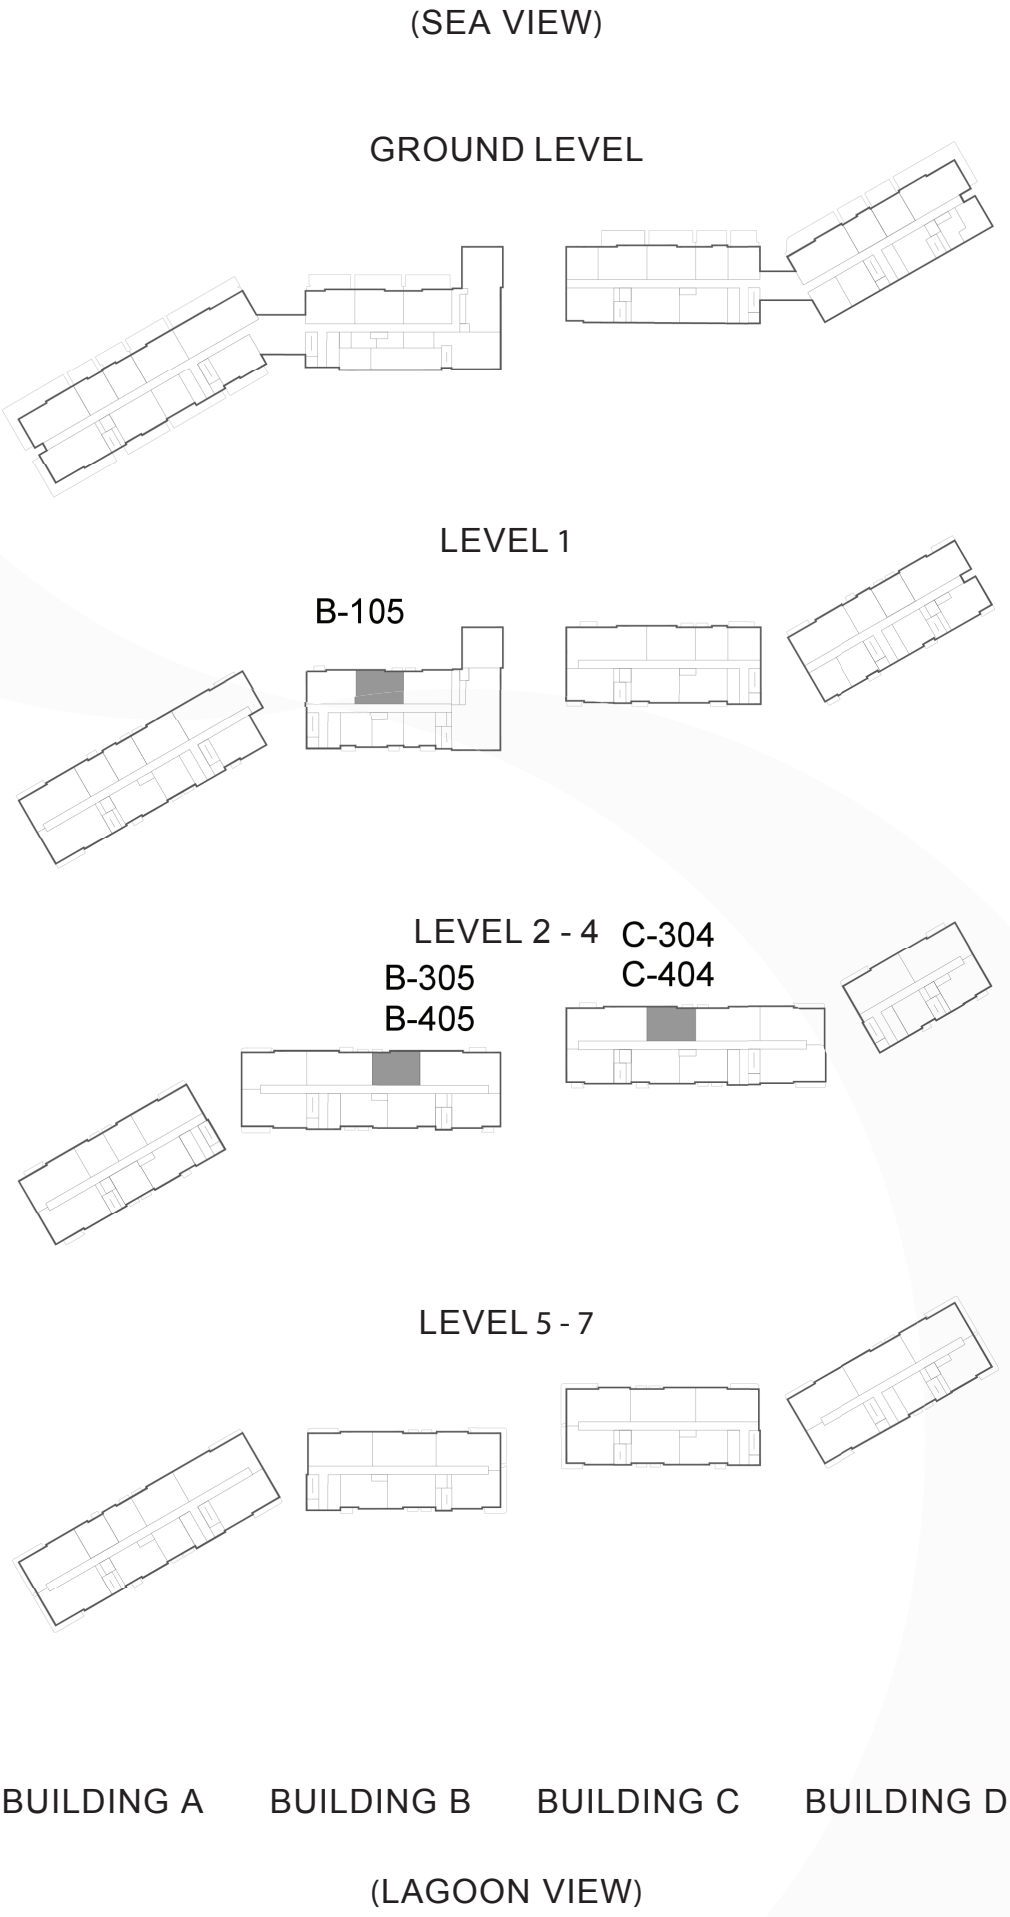 (SEA VIEW)
GROUND LEVEL
LEVEL 1
B-105
LEVEL 2 - 4
C-304
C-404
B-305
B-405
LEVEL 5 - 7
BUILDING A
BUILDING B
BUILDING C
BUILDING D
(LAGOON VIEW)